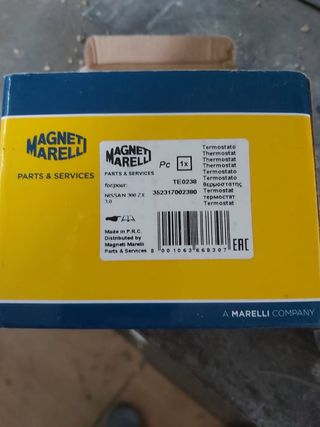 MAGNETI
MARELLI
PARTS & SERVICES
MAGNETI
MARELLI
PARTS & SERVICES
Pc 1x
for/pour:
TE0238
NISSAN 300 ZX
3.0
352317002380
Termostato
Thermostat
Thermostat
Thermostat
Termostato
Termostato
Θερμοστάτης
Termostat
термостат
Termostat
Made in P.R.C.
Distributed by
Magneti Marelli
Parts & Services
8 001063 668307
EAC
A MARELLI COMPANY